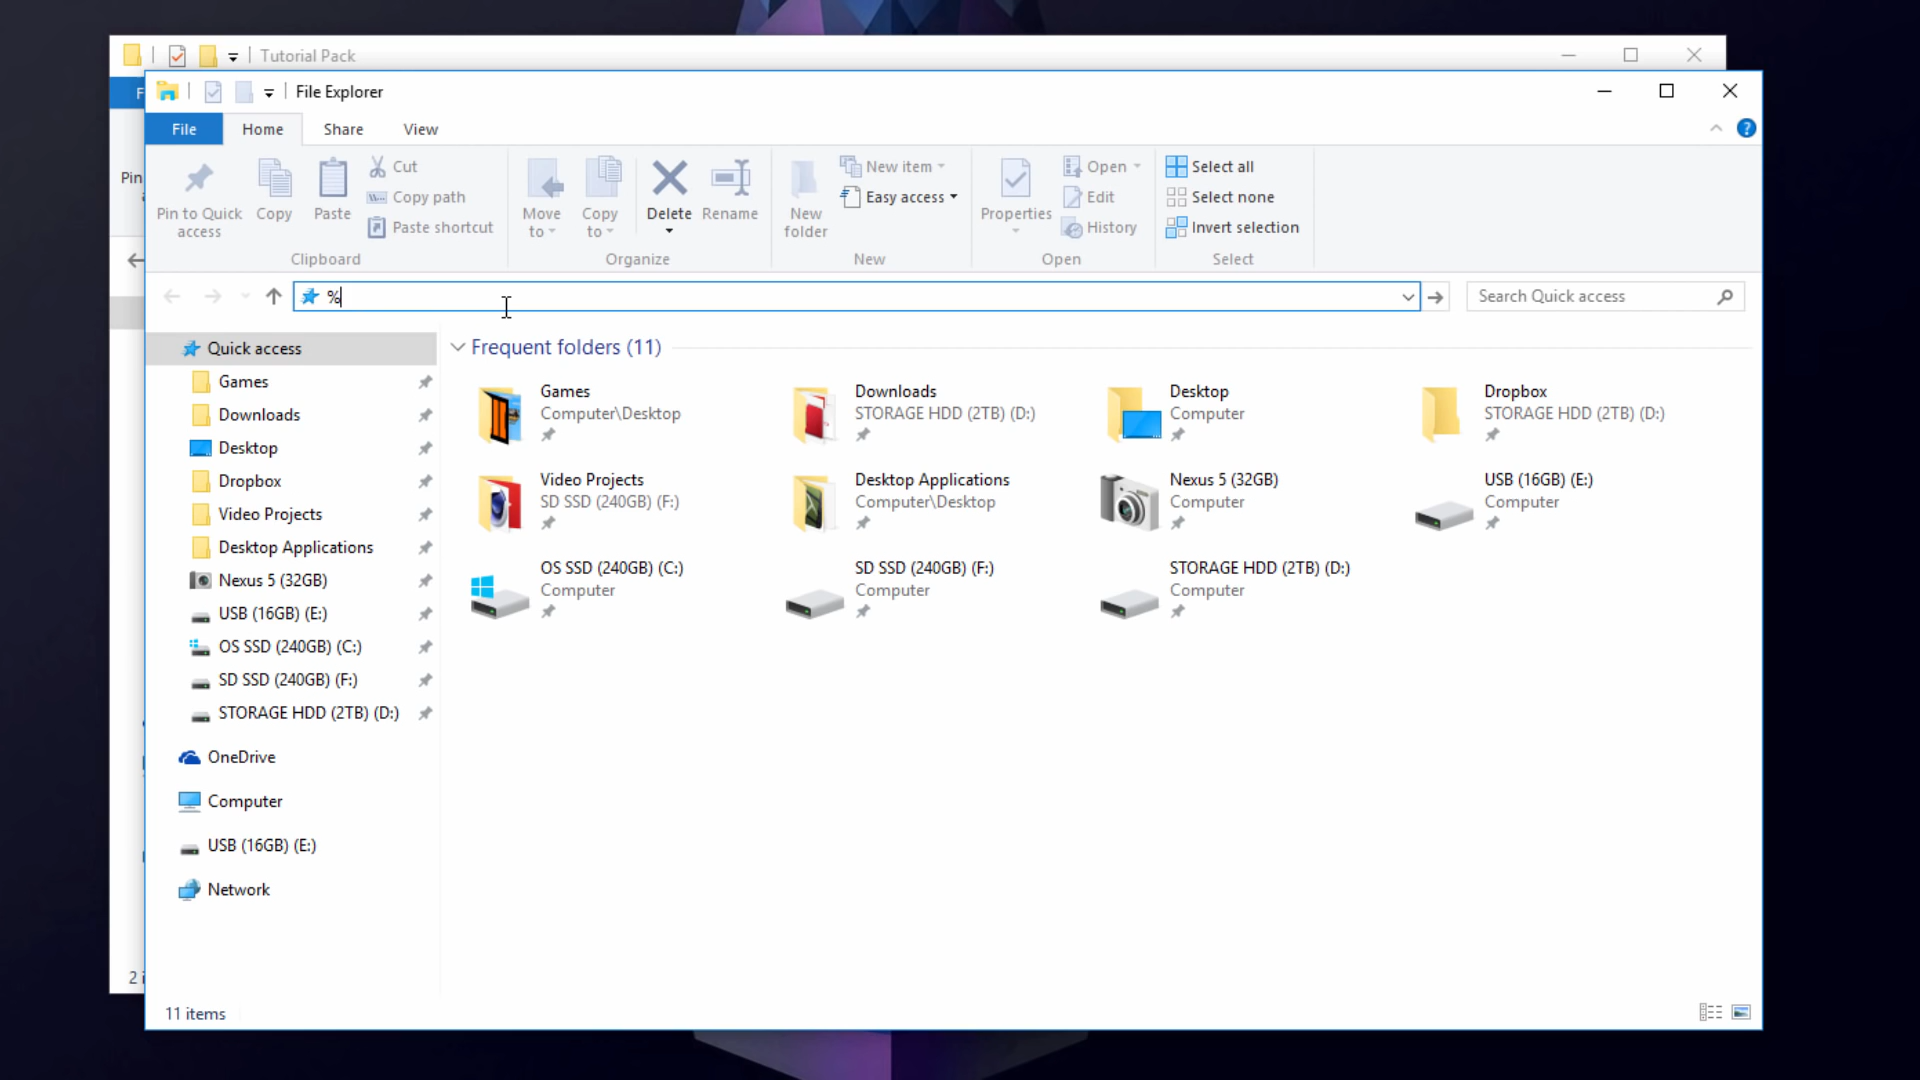 Tutorial Pack
File Explorer
F
File
Home
Share
View
Pin
Pin to Quick
access
Copy
Paste
Cut
Copy path
Paste shortcut
Clipboard
Move
to
Copy
to
Delete
Rename
Organize
New
folder
New item
Easy access
New
Properties
Open
Edit
History
Open
Select all
Select none
Invert selection
Select
%
Search Quick access
Quick access
Games
Downloads
Desktop
Dropbox
Video Projects
Desktop Applications
Nexus 5 (32GB)
USB (16GB) (E:)
OS SSD (240GB) (C:)
SD SSD (240GB) (F:)
STORAGE HDD (2TB) (D:)
OneDrive
Computer
USB (16GB) (E:)
Network
Frequent folders (11)
Games
Computer\Desktop
Downloads
STORAGE HDD (2TB) (D:)
Desktop
Computer
Dropbox
STORAGE HDD (2TB) (D:)
Video Projects
SD SSD (240GB) (F:)
Desktop Applications
Computer\Desktop
Nexus 5 (32GB)
Computer
USB (16GB) (E:)
Computer
OS SSD (240GB) (C:)
Computer
SD SSD (240GB) (F:)
Computer
STORAGE HDD (2TB) (D:)
Computer
2 i
11 items